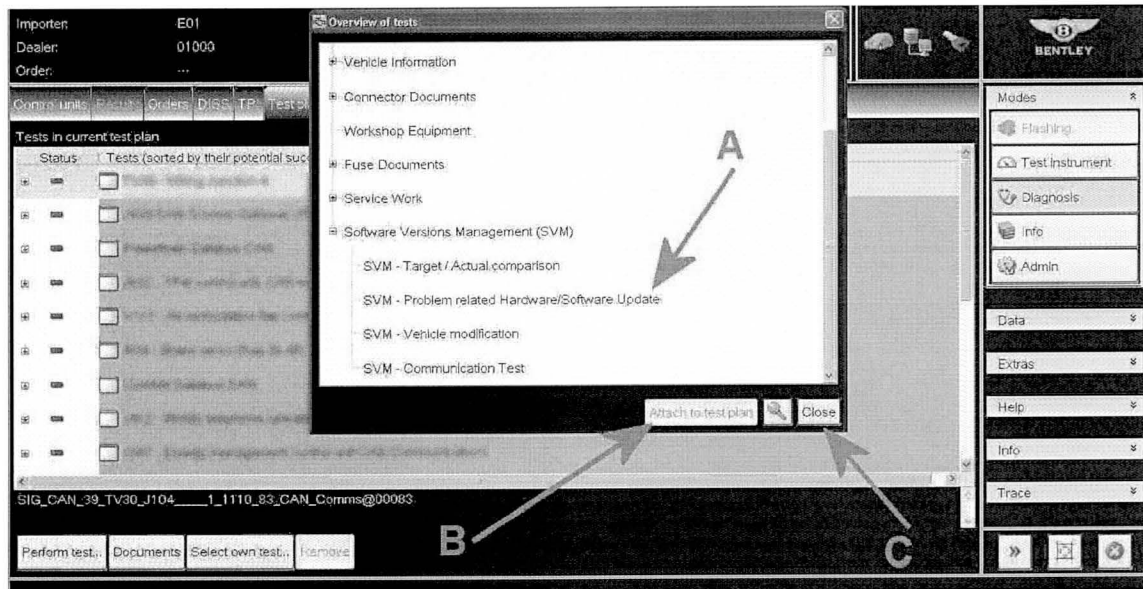 Importer: E01
Dealer: 01000
Order: ---
Control units Results Orders DISS TPI Test pl
Tests in current test plan
Status Tests (sorted by their potential succ
Overview of tests
Vehicle Information
Connector Documents
Workshop Equipment
Fuse Documents
Service Work
Software Versions Management (SVM)
SVM - Target / Actual comparison
SVM - Problem related Hardware/Software Update
SVM - Vehicle modification
SVM - Communication Test
Attach to test plan Close
A
B
C
SIG_CAN_39_TV30_J104_____1_1110_83_CAN_Comms@00083
Perform test... Documents Select own test... Remove
B
BENTLEY
Modes
Flashing
Test Instrument
Diagnosis
Info
Admin
Data
Extras
Help
Info
Trace